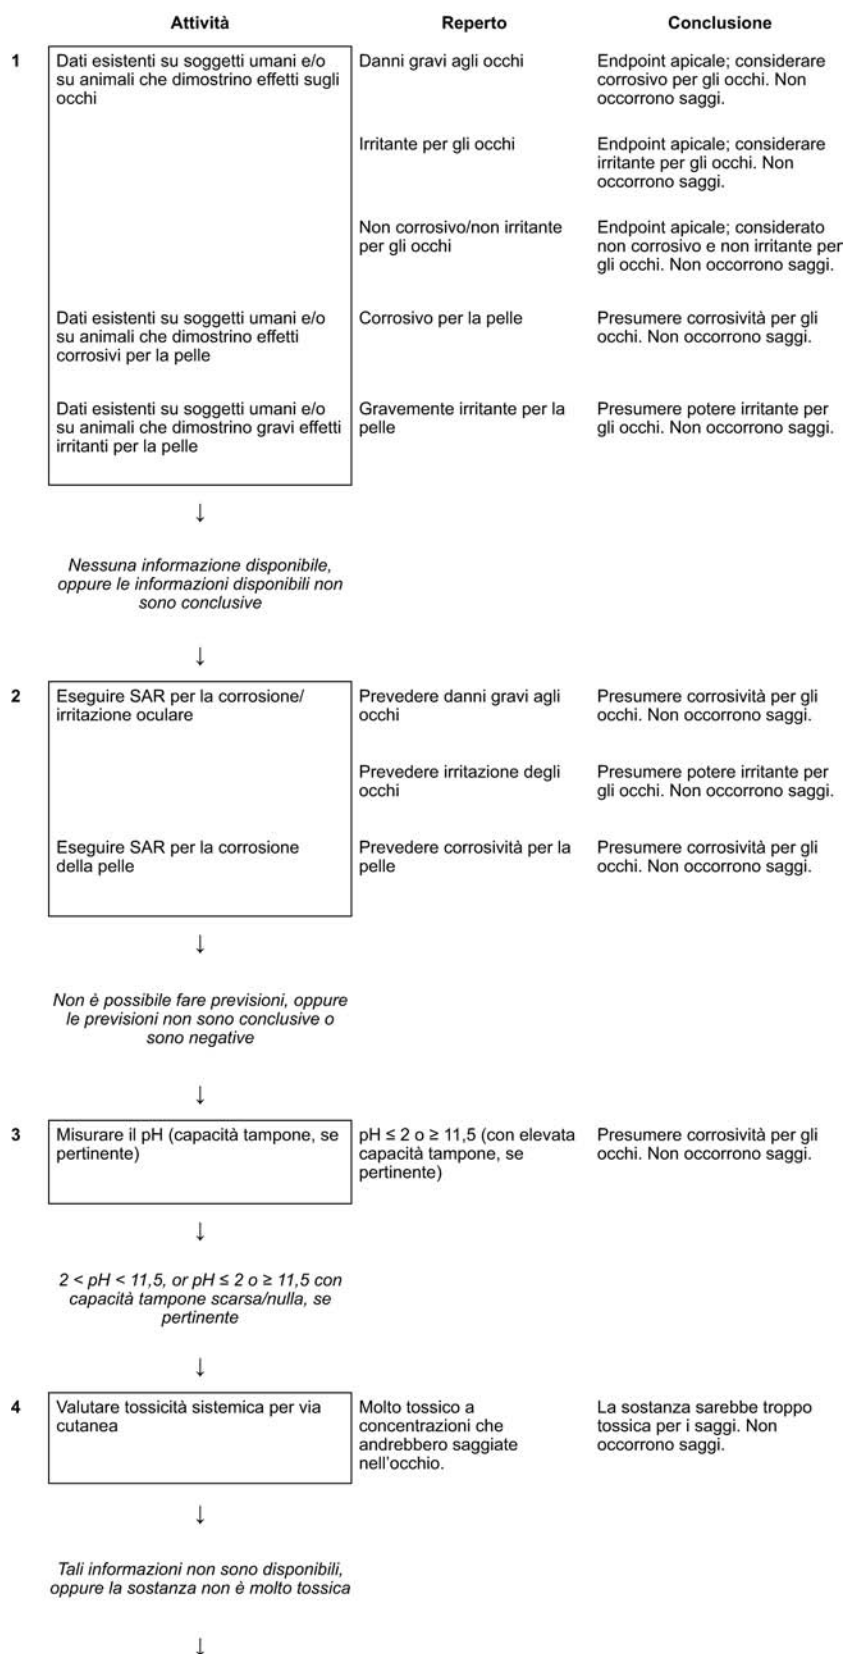 Attività Reperto Conclusione
1 Dati esistenti su soggetti umani e/o Danni gravi agli occhi Endpoint apicale; considerare
su animali che dimostrino effetti sugli corrosivo per gli occhi. Non
occhi occorrono saggi.
Irritante per gli occhi Endpoint apicale; considerare
irritante per gli occhi. Non
occorrono saggi.
Non corrosivo/non irritante Endpoint apicale; considerato
per gli occhi non corrosivo e non irritante per
gli occhi. Non occorrono saggi.
Dati esistenti su soggetti umani e/o Corrosivo per la pelle Presumere corrosività per gli
su animali che dimostrino effetti occhi. Non occorrono saggi.
corrosivi per la pelle
Dati esistenti su soggetti umani e/o Gravemente irritante per la Presumere potere irritante per
su animali che dimostrino gravi effetti pelle gli occhi. Non occorrono saggi.
irritanti per la pelle
↓
Nessuna informazione disponibile,
oppure le informazioni disponibili non
sono conclusive
↓
2 Eseguire SAR per la corrosione/ Prevedere danni gravi agli Presumere corrosività per gli
irritazione oculare occhi occhi. Non occorrono saggi.
Prevedere irritazione degli Presumere potere irritante per
occhi gli occhi. Non occorrono saggi.
Eseguire SAR per la corrosione Prevedere corrosività per la Presumere corrosività per gli
della pelle pelle occhi. Non occorrono saggi.
↓
Non è possibile fare previsioni, oppure
le previsioni non sono conclusive o
sono negative
↓
3 Misurare il pH (capacità tampone, se pH ≤ 2 o ≥ 11,5 (con elevata Presumere corrosività per gli
pertinente) capacità tampone, se occhi. Non occorrono saggi.
pertinente)
↓
2 < pH < 11,5, or pH ≤ 2 o ≥ 11,5 con
capacità tampone scarsa/nulla, se
pertinente
↓
4 Valutare tossicità sistemica per via Molto tossico a La sostanza sarebbe troppo
cutanea concentrazioni che tossica per i saggi. Non
andrebbero saggiate occorrono saggi.
nell'occhio.
↓
Tali informazioni non sono disponibili,
oppure la sostanza non è molto tossica
↓